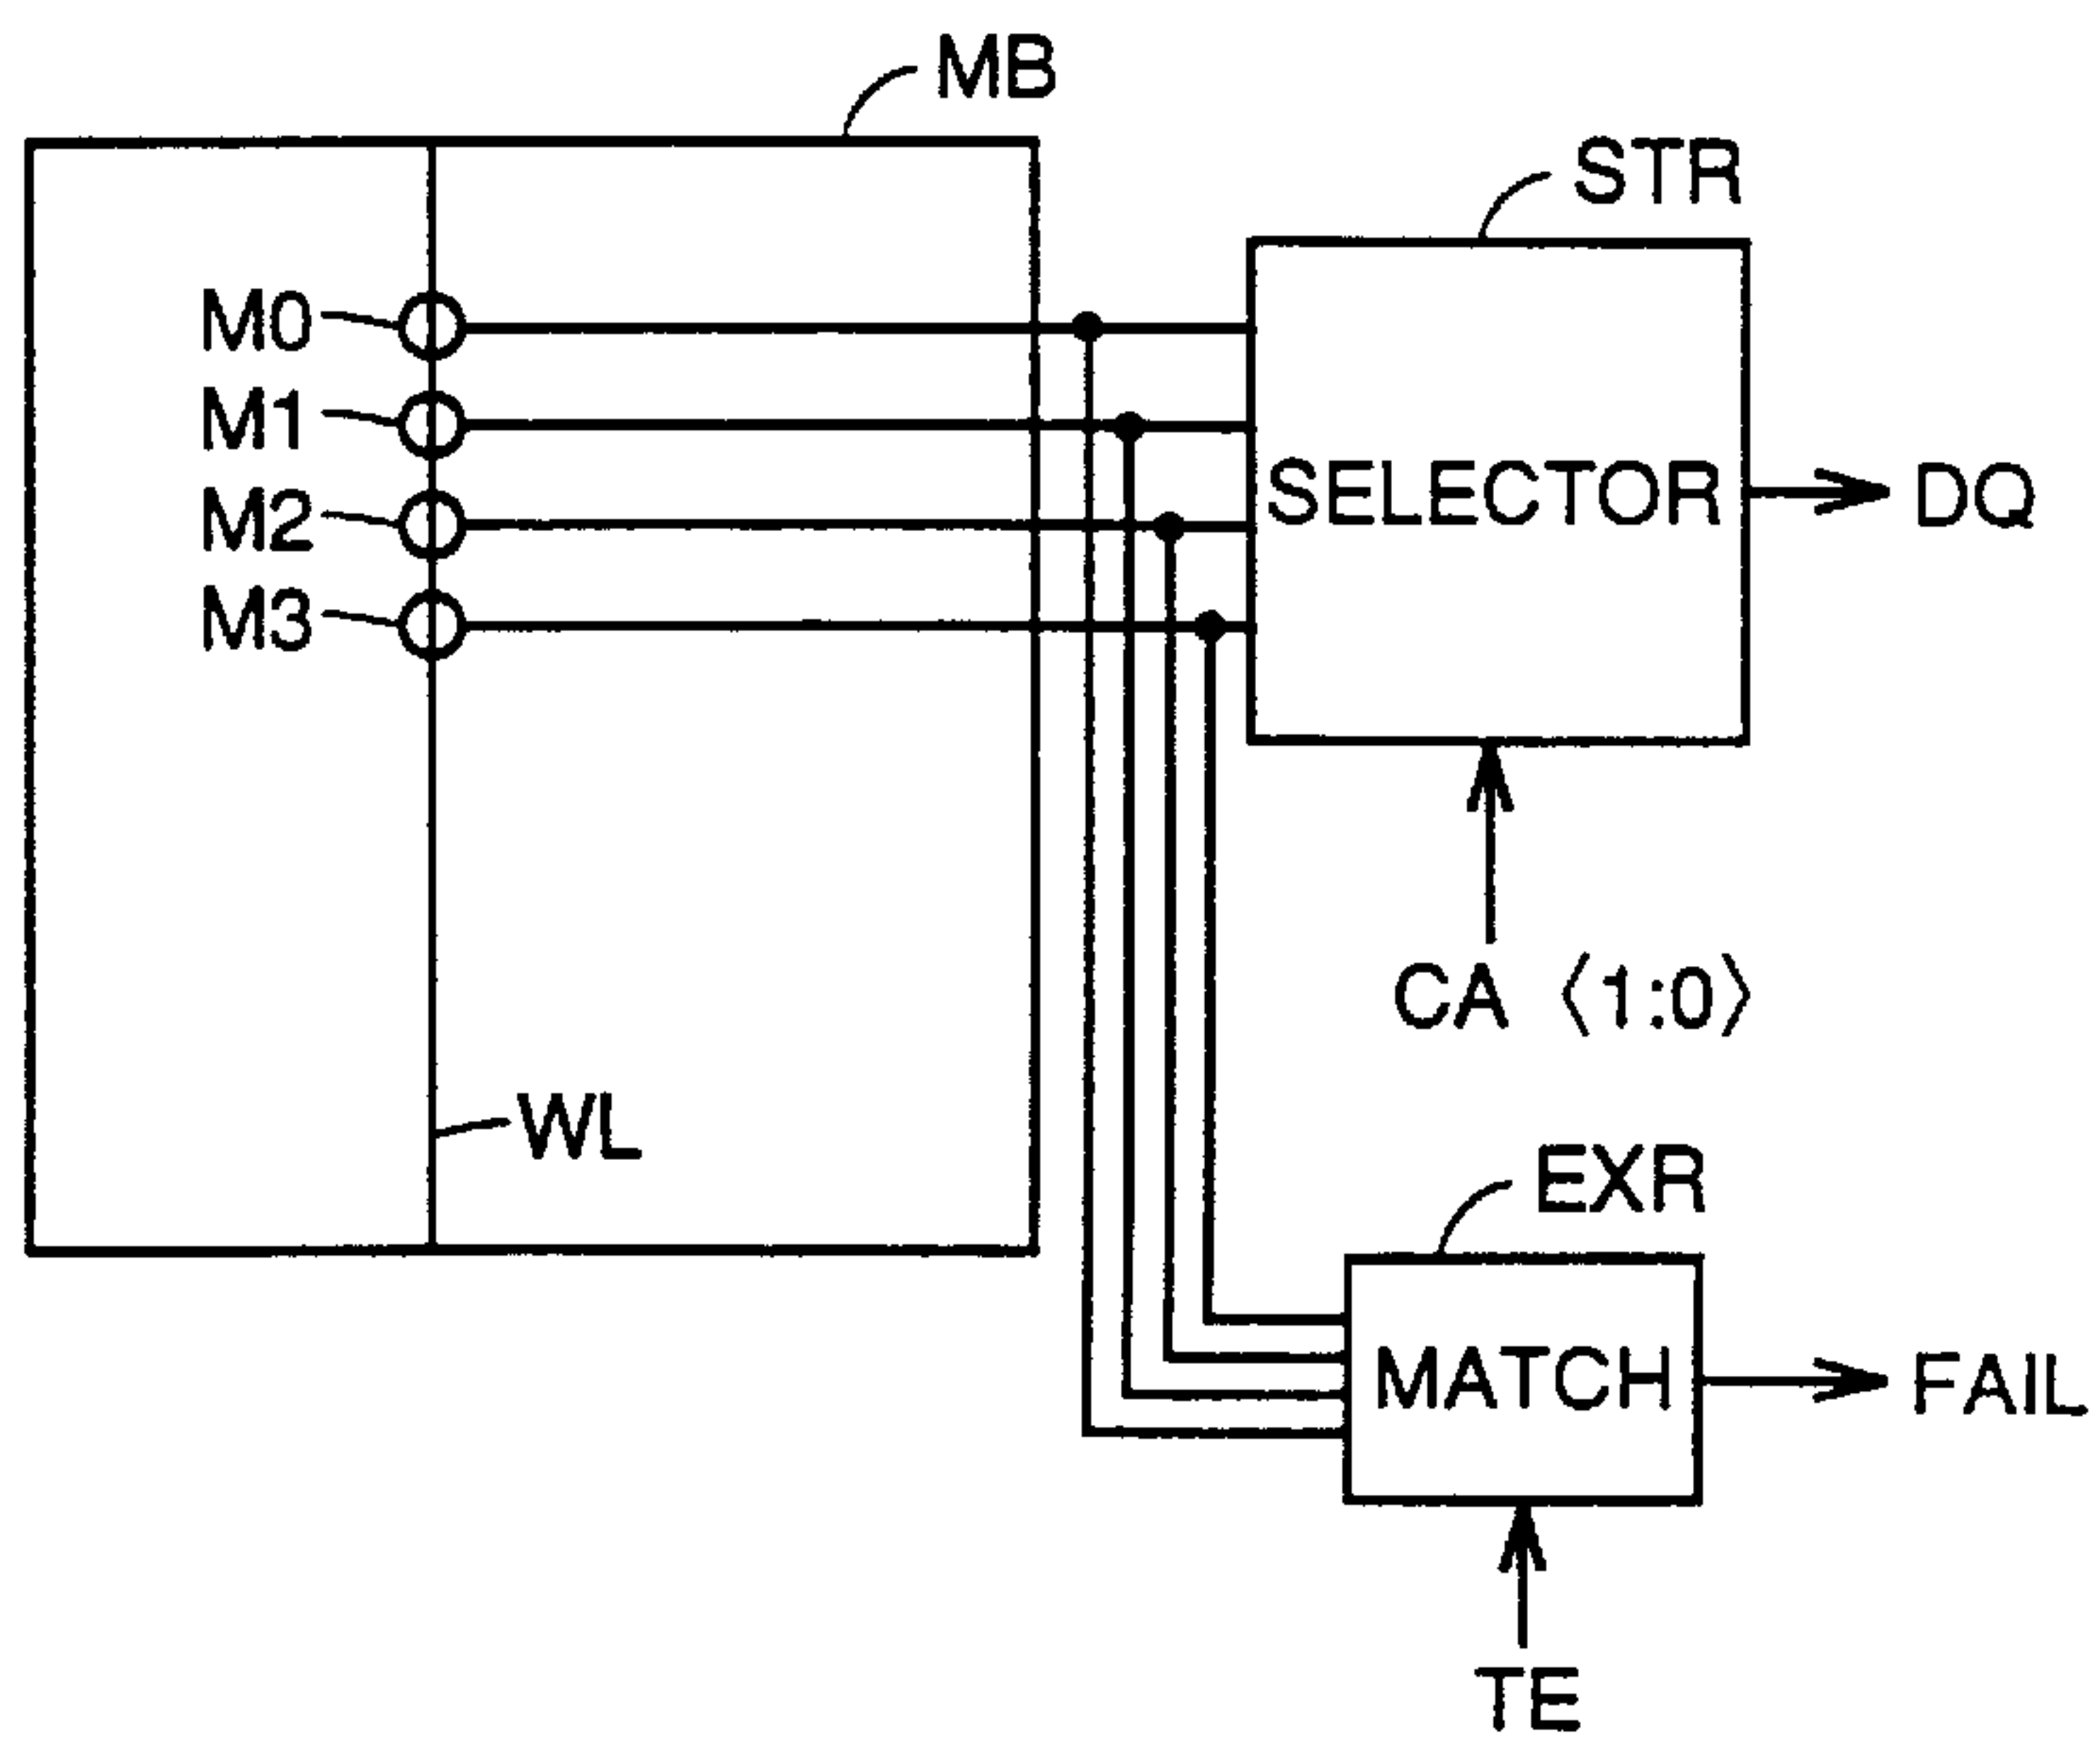 MB
STR
M0
M1
M2
M3
SELECTOR
DQ
CA ⟨1:0⟩
WL
EXR
MATCH
FAIL
TE